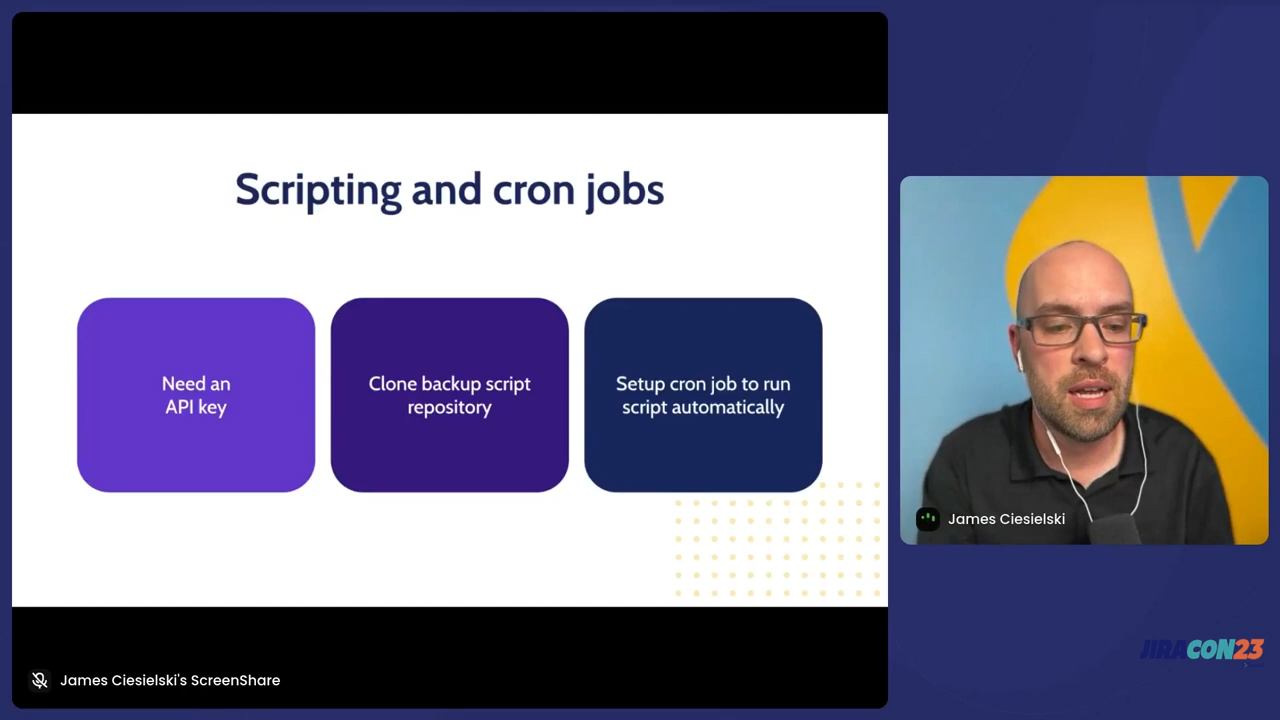 Scripting and cron jobs
Need an
API key
Clone backup script
repository
Setup cron job to run
script automatically
James Ciesielski
JIRACON23
James Ciesielski's ScreenShare